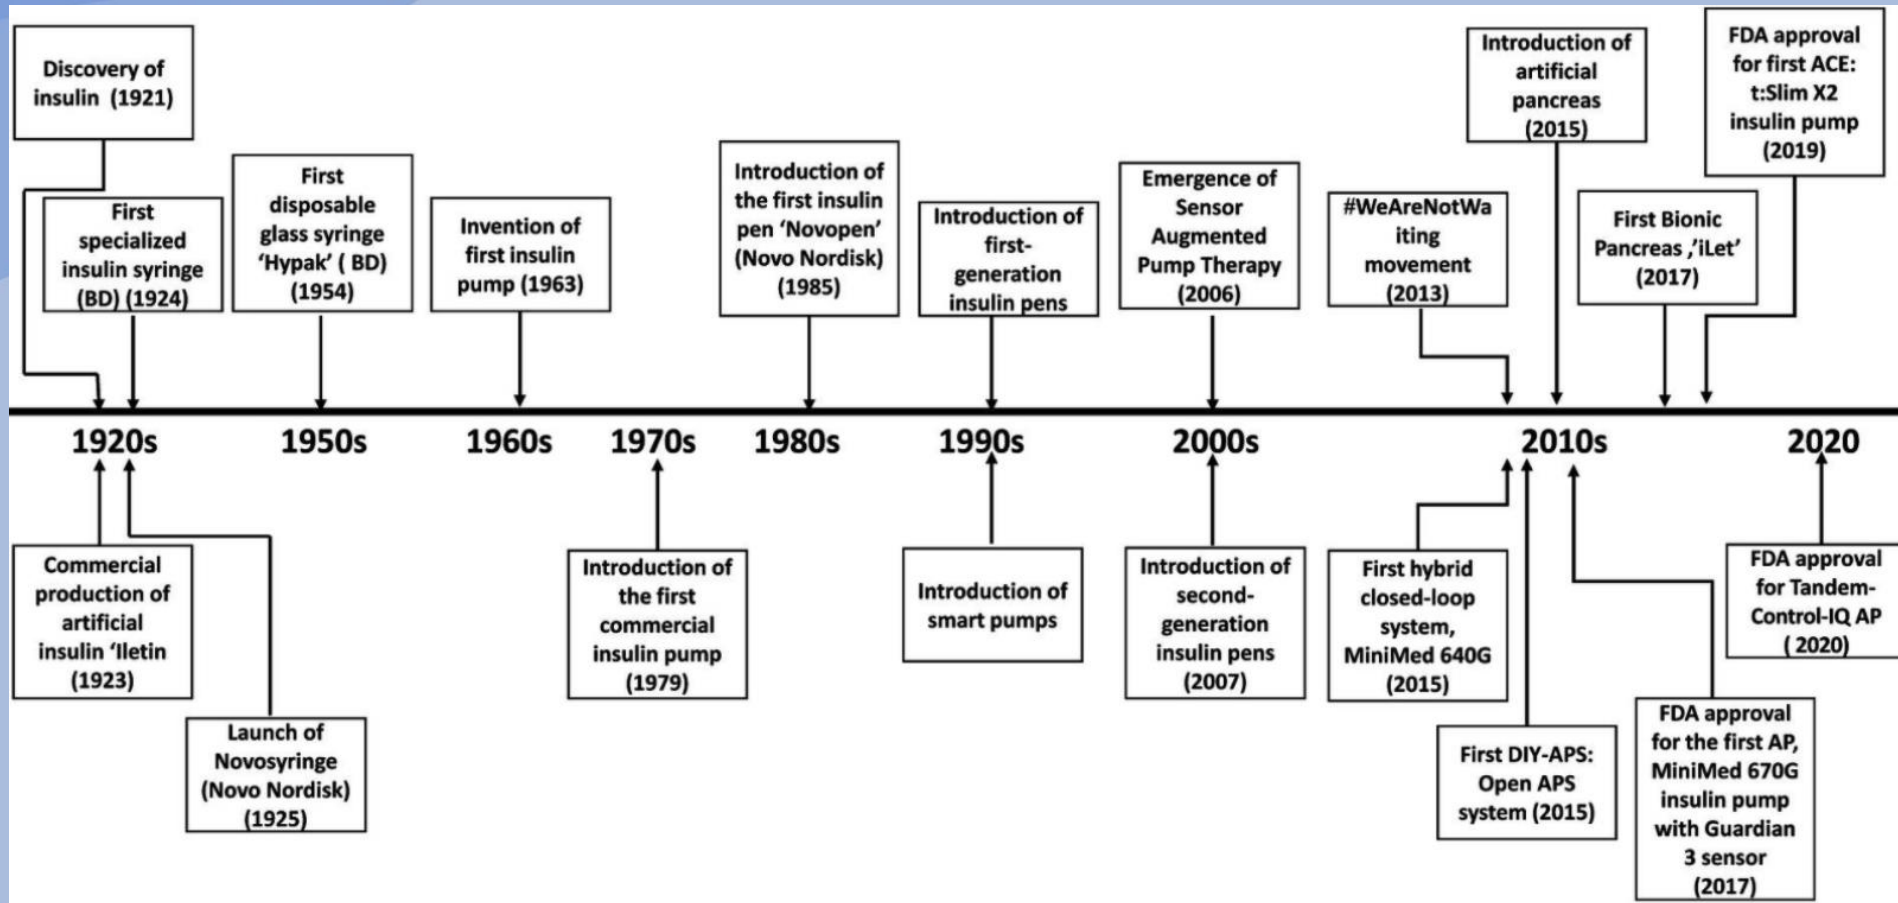 Discovery of
insulin (1921)
First
specialized
insulin syringe
(BD) (1924)
First
disposable
glass syringe
‘Hypak’ ( BD)
(1954)
Invention of
first insulin
pump (1963)
Introduction of
the first insulin
pen ‘Novopen’
(Novo Nordisk)
(1985)
Introduction of
first-
generation
insulin pens
Emergence of
Sensor
Augmented
Pump Therapy
(2006)
#WeAreNotWa
iting
movement
(2013)
Introduction of
artificial
pancreas
(2015)
First Bionic
Pancreas ,’iLet’
(2017)
FDA approval
for first ACE:
t:Slim X2
insulin pump
(2019)
1920s
1950s
1960s
1970s
1980s
1990s
2000s
2010s
2020
Commercial
production of
artificial
insulin ‘Iletin
(1923)
Launch of
Novosyringe
(Novo Nordisk)
(1925)
Introduction of
the first
commercial
insulin pump
(1979)
Introduction of
smart pumps
Introduction of
second-
generation
insulin pens
(2007)
First hybrid
closed-loop
system,
MiniMed 640G
(2015)
First DIY-APS:
Open APS
system (2015)
FDA approval
for the first AP,
MiniMed 670G
insulin pump
with Guardian
3 sensor
(2017)
FDA approval
for Tandem-
Control-IQ AP
( 2020)